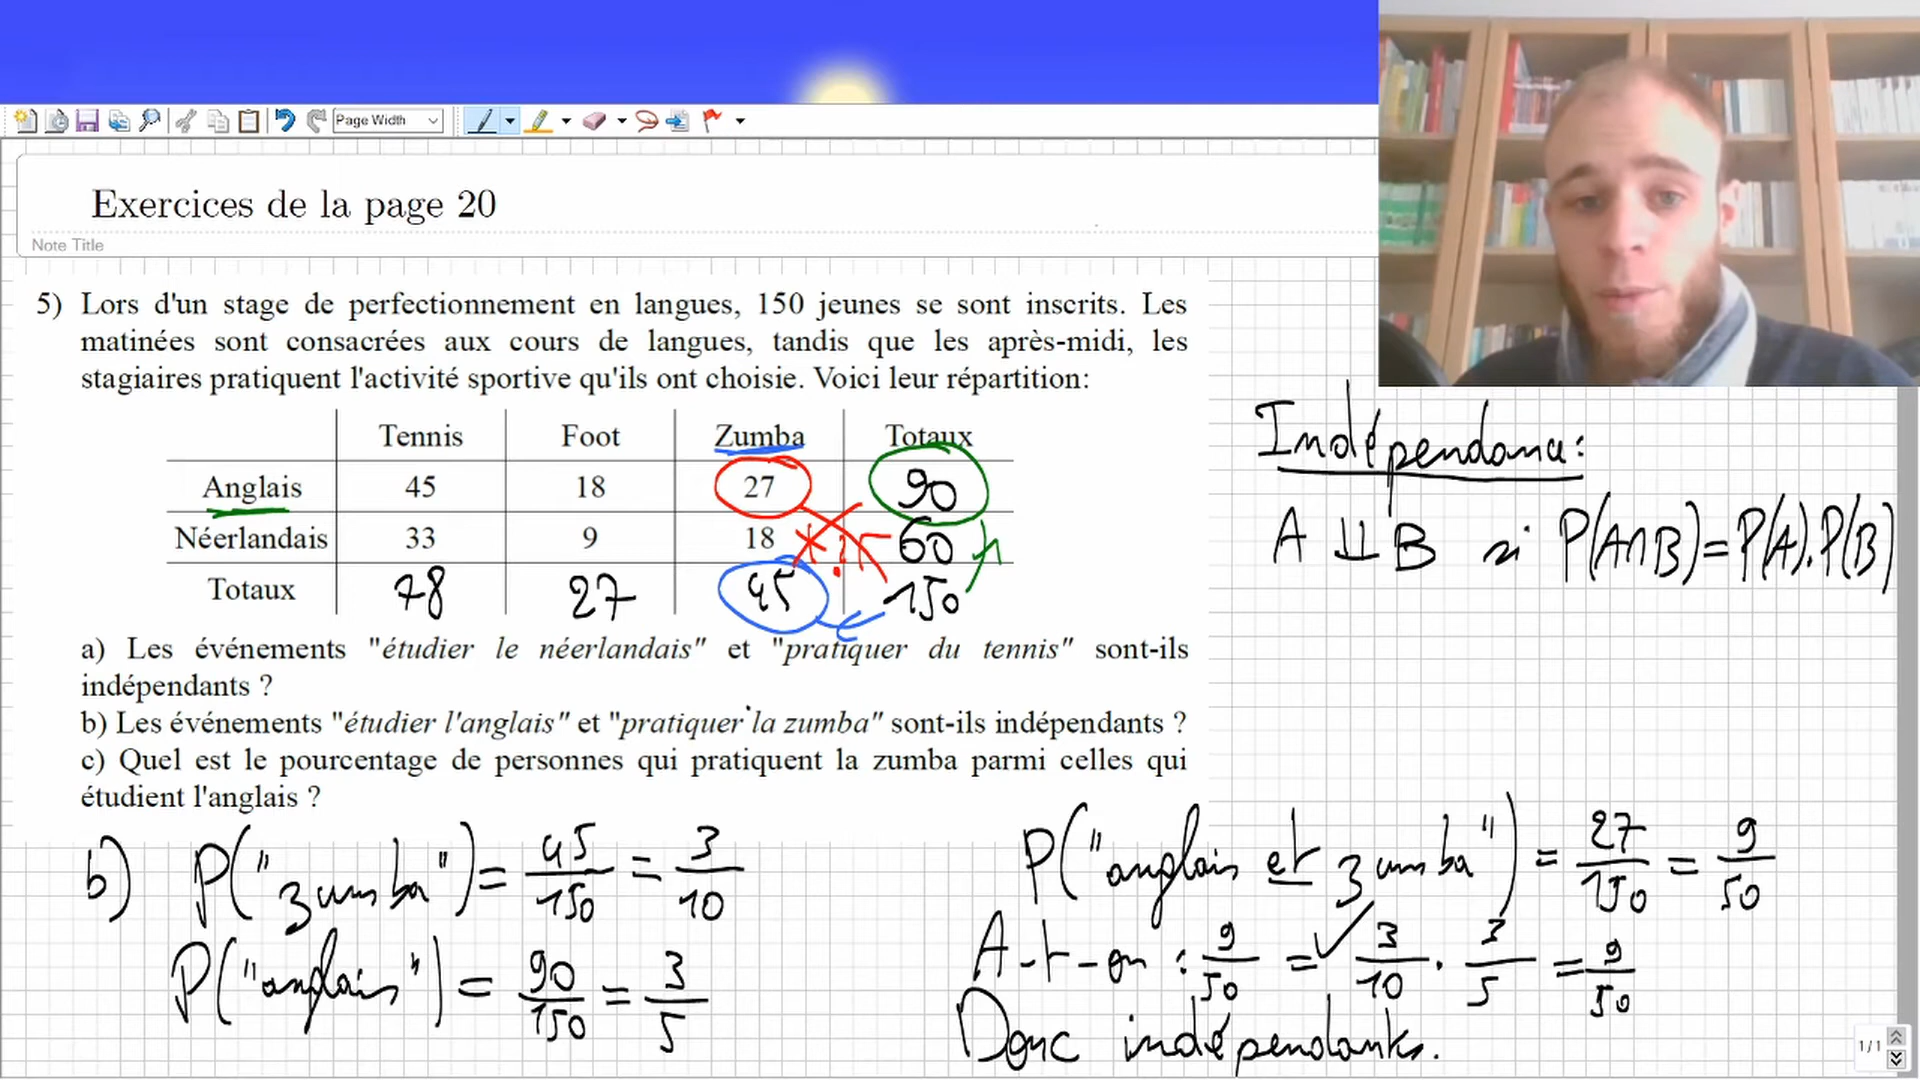 Page Width
Exercices de la page 20
Note Title
5) Lors d'un stage de perfectionnement en langues, 150 jeunes se sont inscrits. Les
matinées sont consacrées aux cours de langues, tandis que les après-midi, les
stagiaires pratiquent l'activité sportive qu'ils ont choisie. Voici leur répartition:
Tennis Foot Zumba Totaux
Anglais 45 18 27 90
Néerlandais 33 9 18 60
Totaux 78 27 45 150
a) Les événements "étudier le néerlandais" et "pratiquer du tennis" sont-ils
indépendants ?
b) Les événements "étudier l'anglais" et "pratiquer la zumba" sont-ils indépendants ?
c) Quel est le pourcentage de personnes qui pratiquent la zumba parmi celles qui
étudient l'anglais ?
Indépendance:
A ⫫ B si P(A∩B)=P(A).P(B)
b) P("zumba") = 45/150 = 3/10
P("anglais") = 90/150 = 3/5
P("anglais et zumba") = 27/150 = 9/50
A-t-on : 9/50 =✓ 3/10 . 3/5 = 9/50
Donc indépendants.
1/1